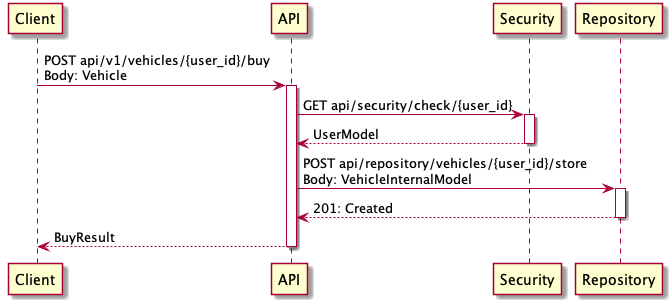 Client
API
Security
Repository
POST api/v1/vehicles/{user_id}/buy
Body: Vehicle
GET api/security/check/{user_id}
UserModel
POST api/repository/vehicles/{user_id}/store
Body: VehicleInternalModel
201: Created
BuyResult
Client
API
Security
Repository